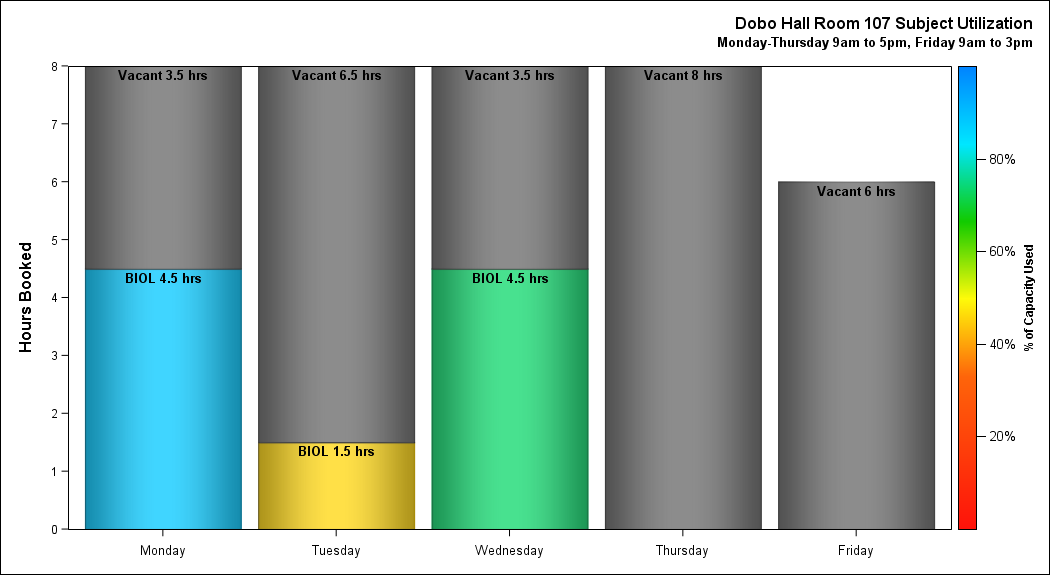 Dobo Hall Room 107 Subject Utilization
Monday-Thursday 9am to 5pm, Friday 9am to 3pm
Hours Booked
8
7
6
5
4
3
2
1
0
Vacant 3.5 hrs
BIOL 4.5 hrs
Vacant 6.5 hrs
BIOL 1.5 hrs
Vacant 3.5 hrs
BIOL 4.5 hrs
Vacant 8 hrs
Vacant 6 hrs
Monday
Tuesday
Wednesday
Thursday
Friday
80%
60%
40%
20%
% of Capacity Used